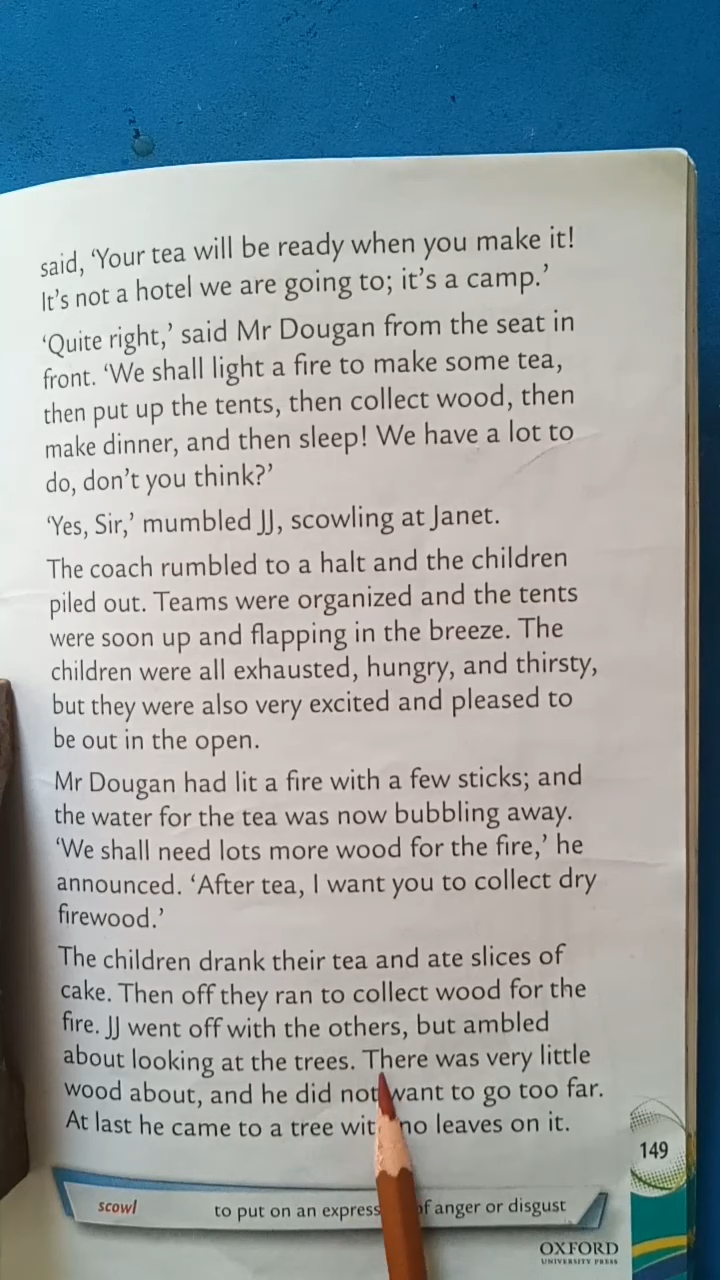 said, ‘Your tea will be ready when you make it!
It’s not a hotel we are going to; it’s a camp.’
‘Quite right,’ said Mr Dougan from the seat in
front. ‘We shall light a fire to make some tea,
then put up the tents, then collect wood, then
make dinner, and then sleep! We have a lot to
do, don’t you think?’
‘Yes, Sir,’ mumbled JJ, scowling at Janet.
The coach rumbled to a halt and the children
piled out. Teams were organized and the tents
were soon up and flapping in the breeze. The
children were all exhausted, hungry, and thirsty,
but they were also very excited and pleased to
be out in the open.
Mr Dougan had lit a fire with a few sticks; and
the water for the tea was now bubbling away.
‘We shall need lots more wood for the fire,’ he
announced. ‘After tea, I want you to collect dry
firewood.’
The children drank their tea and ate slices of
cake. Then off they ran to collect wood for the
fire. JJ went off with the others, but ambled
about looking at the trees. There was very little
wood about, and he did not want to go too far.
At last he came to a tree wit no leaves on it.
149
scowl to put on an express of anger or disgust
OXFORD
UNIVERSITY PRESS